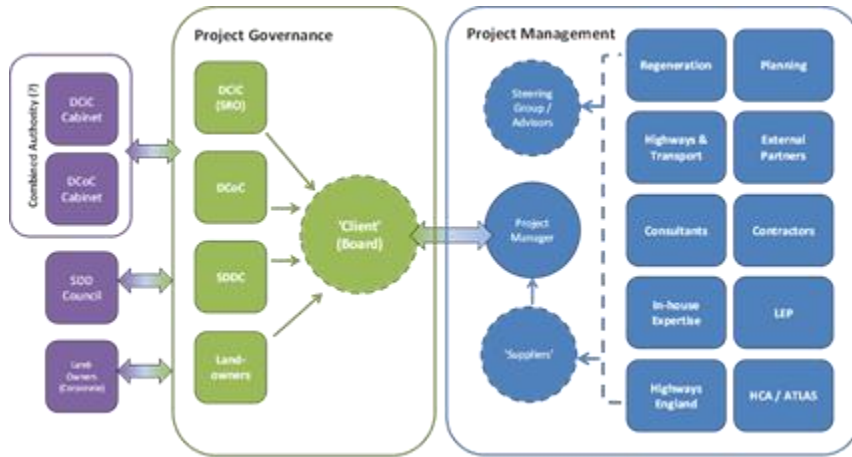 Combined Authority (?)
DCiC
Cabinet
DCoC
Cabinet
SDD
Council
Land-
Owners
(Corporate)
Project Governance
DCiC
(SRO)
DCoC
SDDC
Land-
owners
'Client'
(Board)
Project Management
Steering
Group /
Advisors
Project
Manager
'Suppliers'
Regeneration
Planning
Highways &
Transport
External
Partners
Consultants
Contractors
In-house
Expertise
LEP
Highways
England
HCA / ATLAS